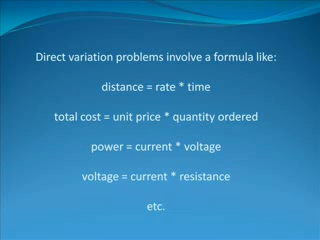 Direct variation problems involve a formula like:
distance = rate * time
total cost = unit price * quantity ordered
power = current * voltage
voltage = current * resistance
etc.